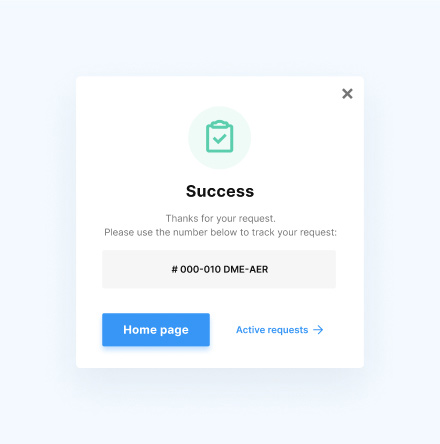 Success
Thanks for your request.
Please use the number below to track your request:
# 000-010 DME-AER
Home page
Active requests